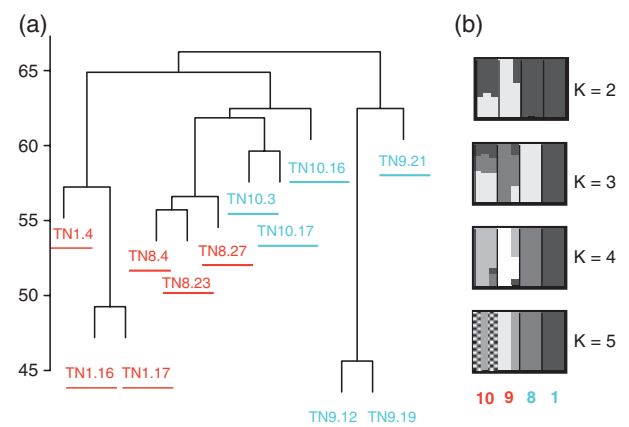 (a)
(b)
65
60
55
50
45
TN10.16
TN9.21
TN10.3
TN10.17
TN1.4
TN8.4
TN8.27
TN8.23
TN1.16
TN1.17
TN9.12
TN9.19
K = 2
K = 3
K = 4
K = 5
10 9 8 1